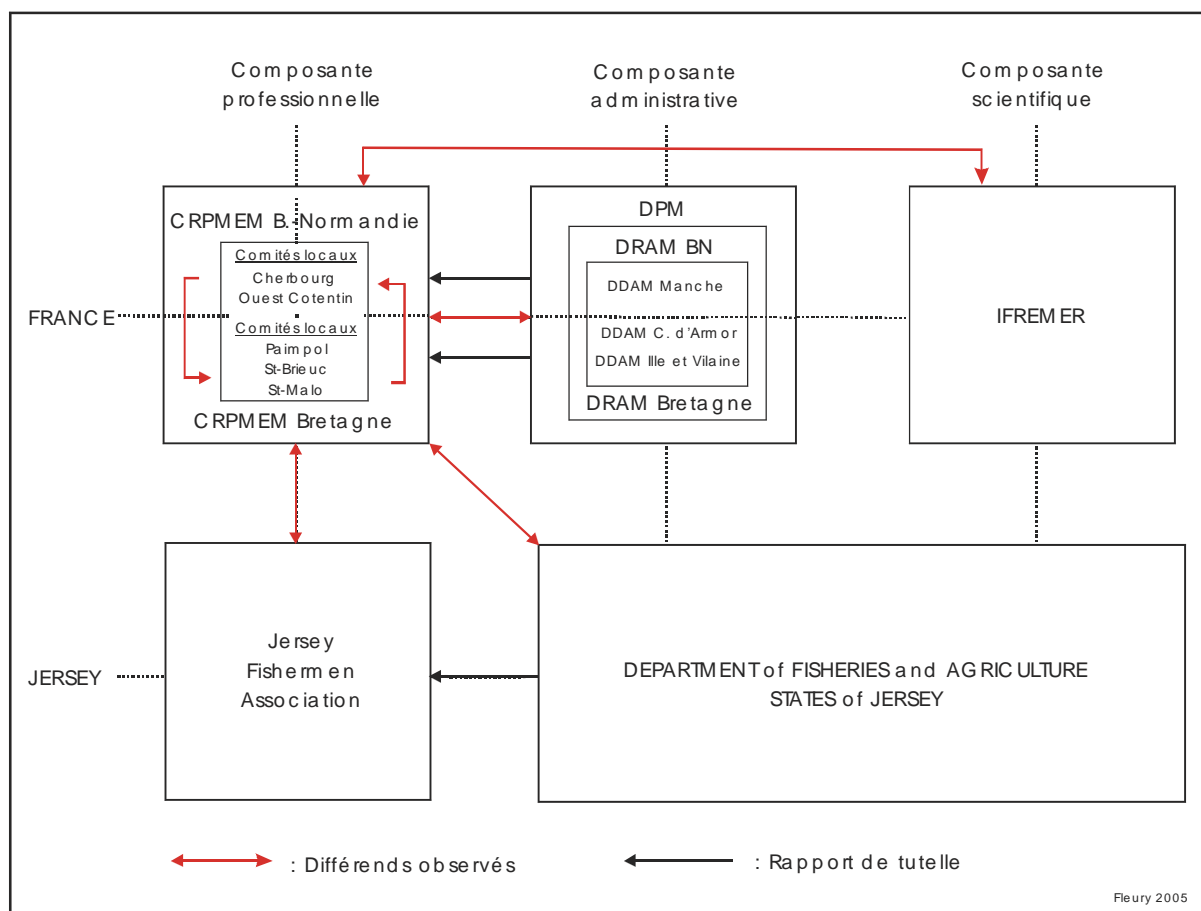 Composante
professionnelle
Composante
administrative
Composante
scientifique
CRPMEM B.-Normandie
Comités locaux
Cherbourg
Ouest Cotentin
Comités locaux
Paimpol
St-Brieuc
St-Malo
CRPMEM Bretagne
DPM
DRAM BN
DDAM Manche
DDAM C. d'Armor
DDAM Ille et Vilaine
DRAM Bretagne
IFREMER
FRANCE
JERSEY
Jersey
Fishermen
Association
DEPARTMENT of FISHERIES and AGRICULTURE
STATES of JERSEY
: Différends observés
: Rapport de tutelle
Fleury 2005